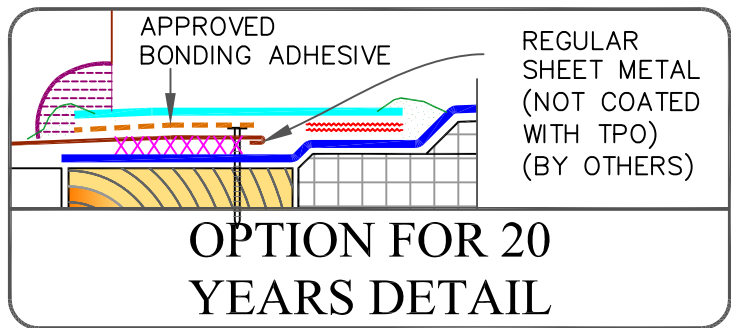 APPROVED
BONDING ADHESIVE
REGULAR
SHEET METAL
(NOT COATED
WITH TPO)
(BY OTHERS)
OPTION FOR 20
YEARS DETAIL